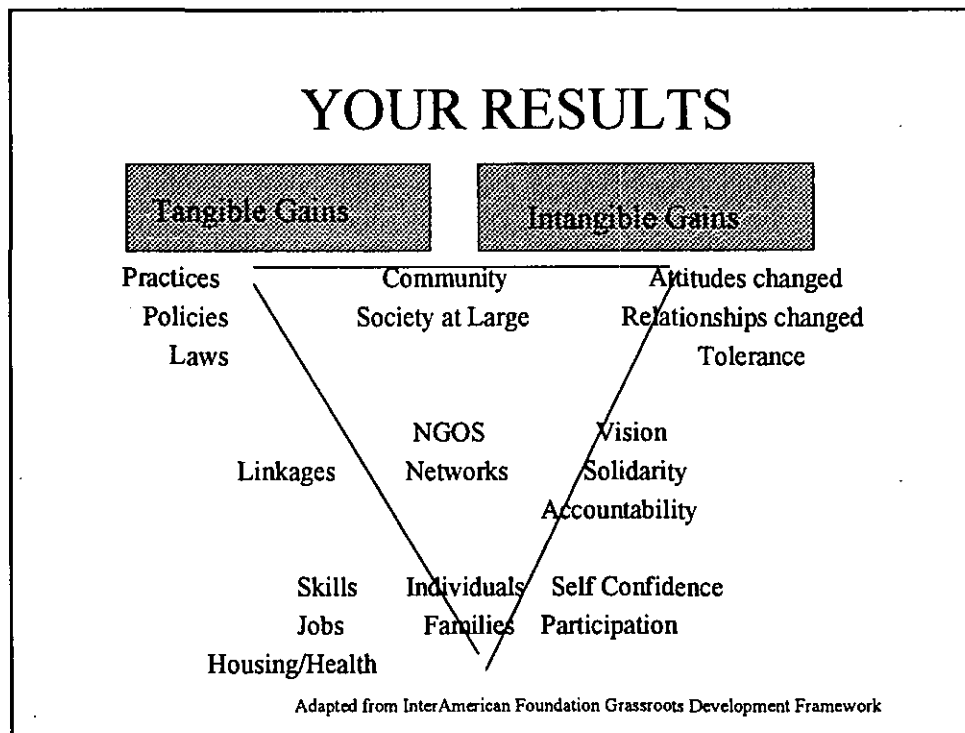 YOUR RESULTS
Tangible Gains Intangible Gains
Practices Community Attitudes changed
Policies Society at Large Relationships changed
Laws Tolerance
NGOS Vision
Linkages Networks Solidarity
Accountability
Skills Individuals Self Confidence
Jobs Families Participation
Housing/Health
Adapted from InterAmerican Foundation Grassroots Development Framework